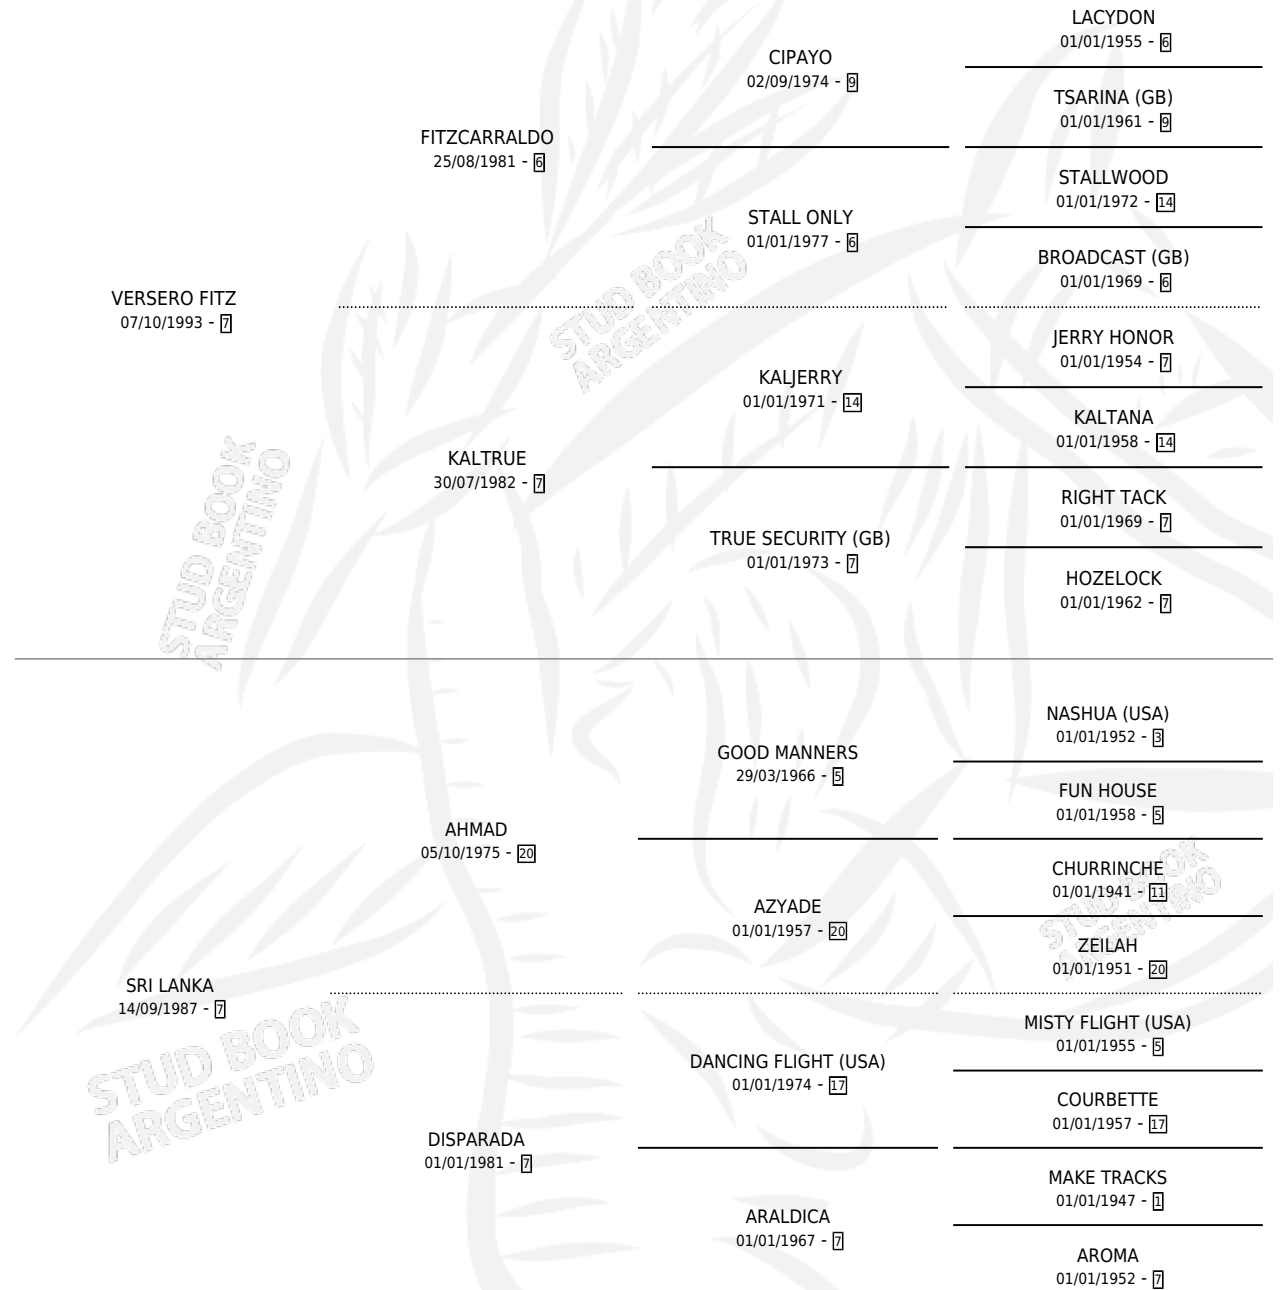 LACYDON
01/01/1955 - 6
CIPAYO
02/09/1974 - 9
TSARINA (GB)
01/01/1961 - 9
FITZCARRALDO
25/08/1981 - 6
STALLWOOD
01/01/1972 - 14
STALL ONLY
01/01/1977 - 6
BROADCAST (GB)
01/01/1969 - 6
VERSERO FITZ
07/10/1993 - 7
JERRY HONOR
01/01/1954 - 7
KALJERRY
01/01/1971 - 14
KALTANA
01/01/1958 - 14
KALTRUE
30/07/1982 - 7
RIGHT TACK
01/01/1969 - 7
TRUE SECURITY (GB)
01/01/1973 - 7
HOZELOCK
01/01/1962 - 7
STUD BOOK
ARGENTINO
STUD BOOK
ARGENTINO
NASHUA (USA)
01/01/1952 - 3
GOOD MANNERS
29/03/1966 - 5
FUN HOUSE
01/01/1958 - 5
AHMAD
05/10/1975 - 20
CHURRINCHE
01/01/1941 - 11
AZYADE
01/01/1957 - 20
ZEILAH
01/01/1951 - 20
SRI LANKA
14/09/1987 - 7
MISTY FLIGHT (USA)
01/01/1955 - 5
DANCING FLIGHT (USA)
01/01/1974 - 17
COURBETTE
01/01/1957 - 17
DISPARADA
01/01/1981 - 7
MAKE TRACKS
01/01/1947 - 1
ARALDICA
01/01/1967 - 7
AROMA
01/01/1952 - 7
STUD BOOK
ARGENTINO
STUD BOOK
ARGENTINO